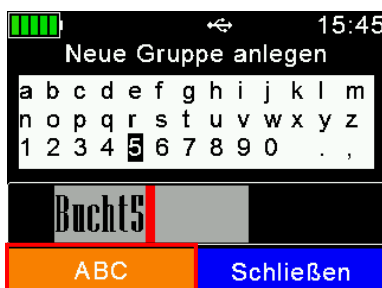 15:45
Neue Gruppe anlegen
a b c d e f g h i j k l m
n o p q r s t u v w x y z
1 2 3 4 5 6 7 8 9 0 . ,
Bucht5
ABC Schließen